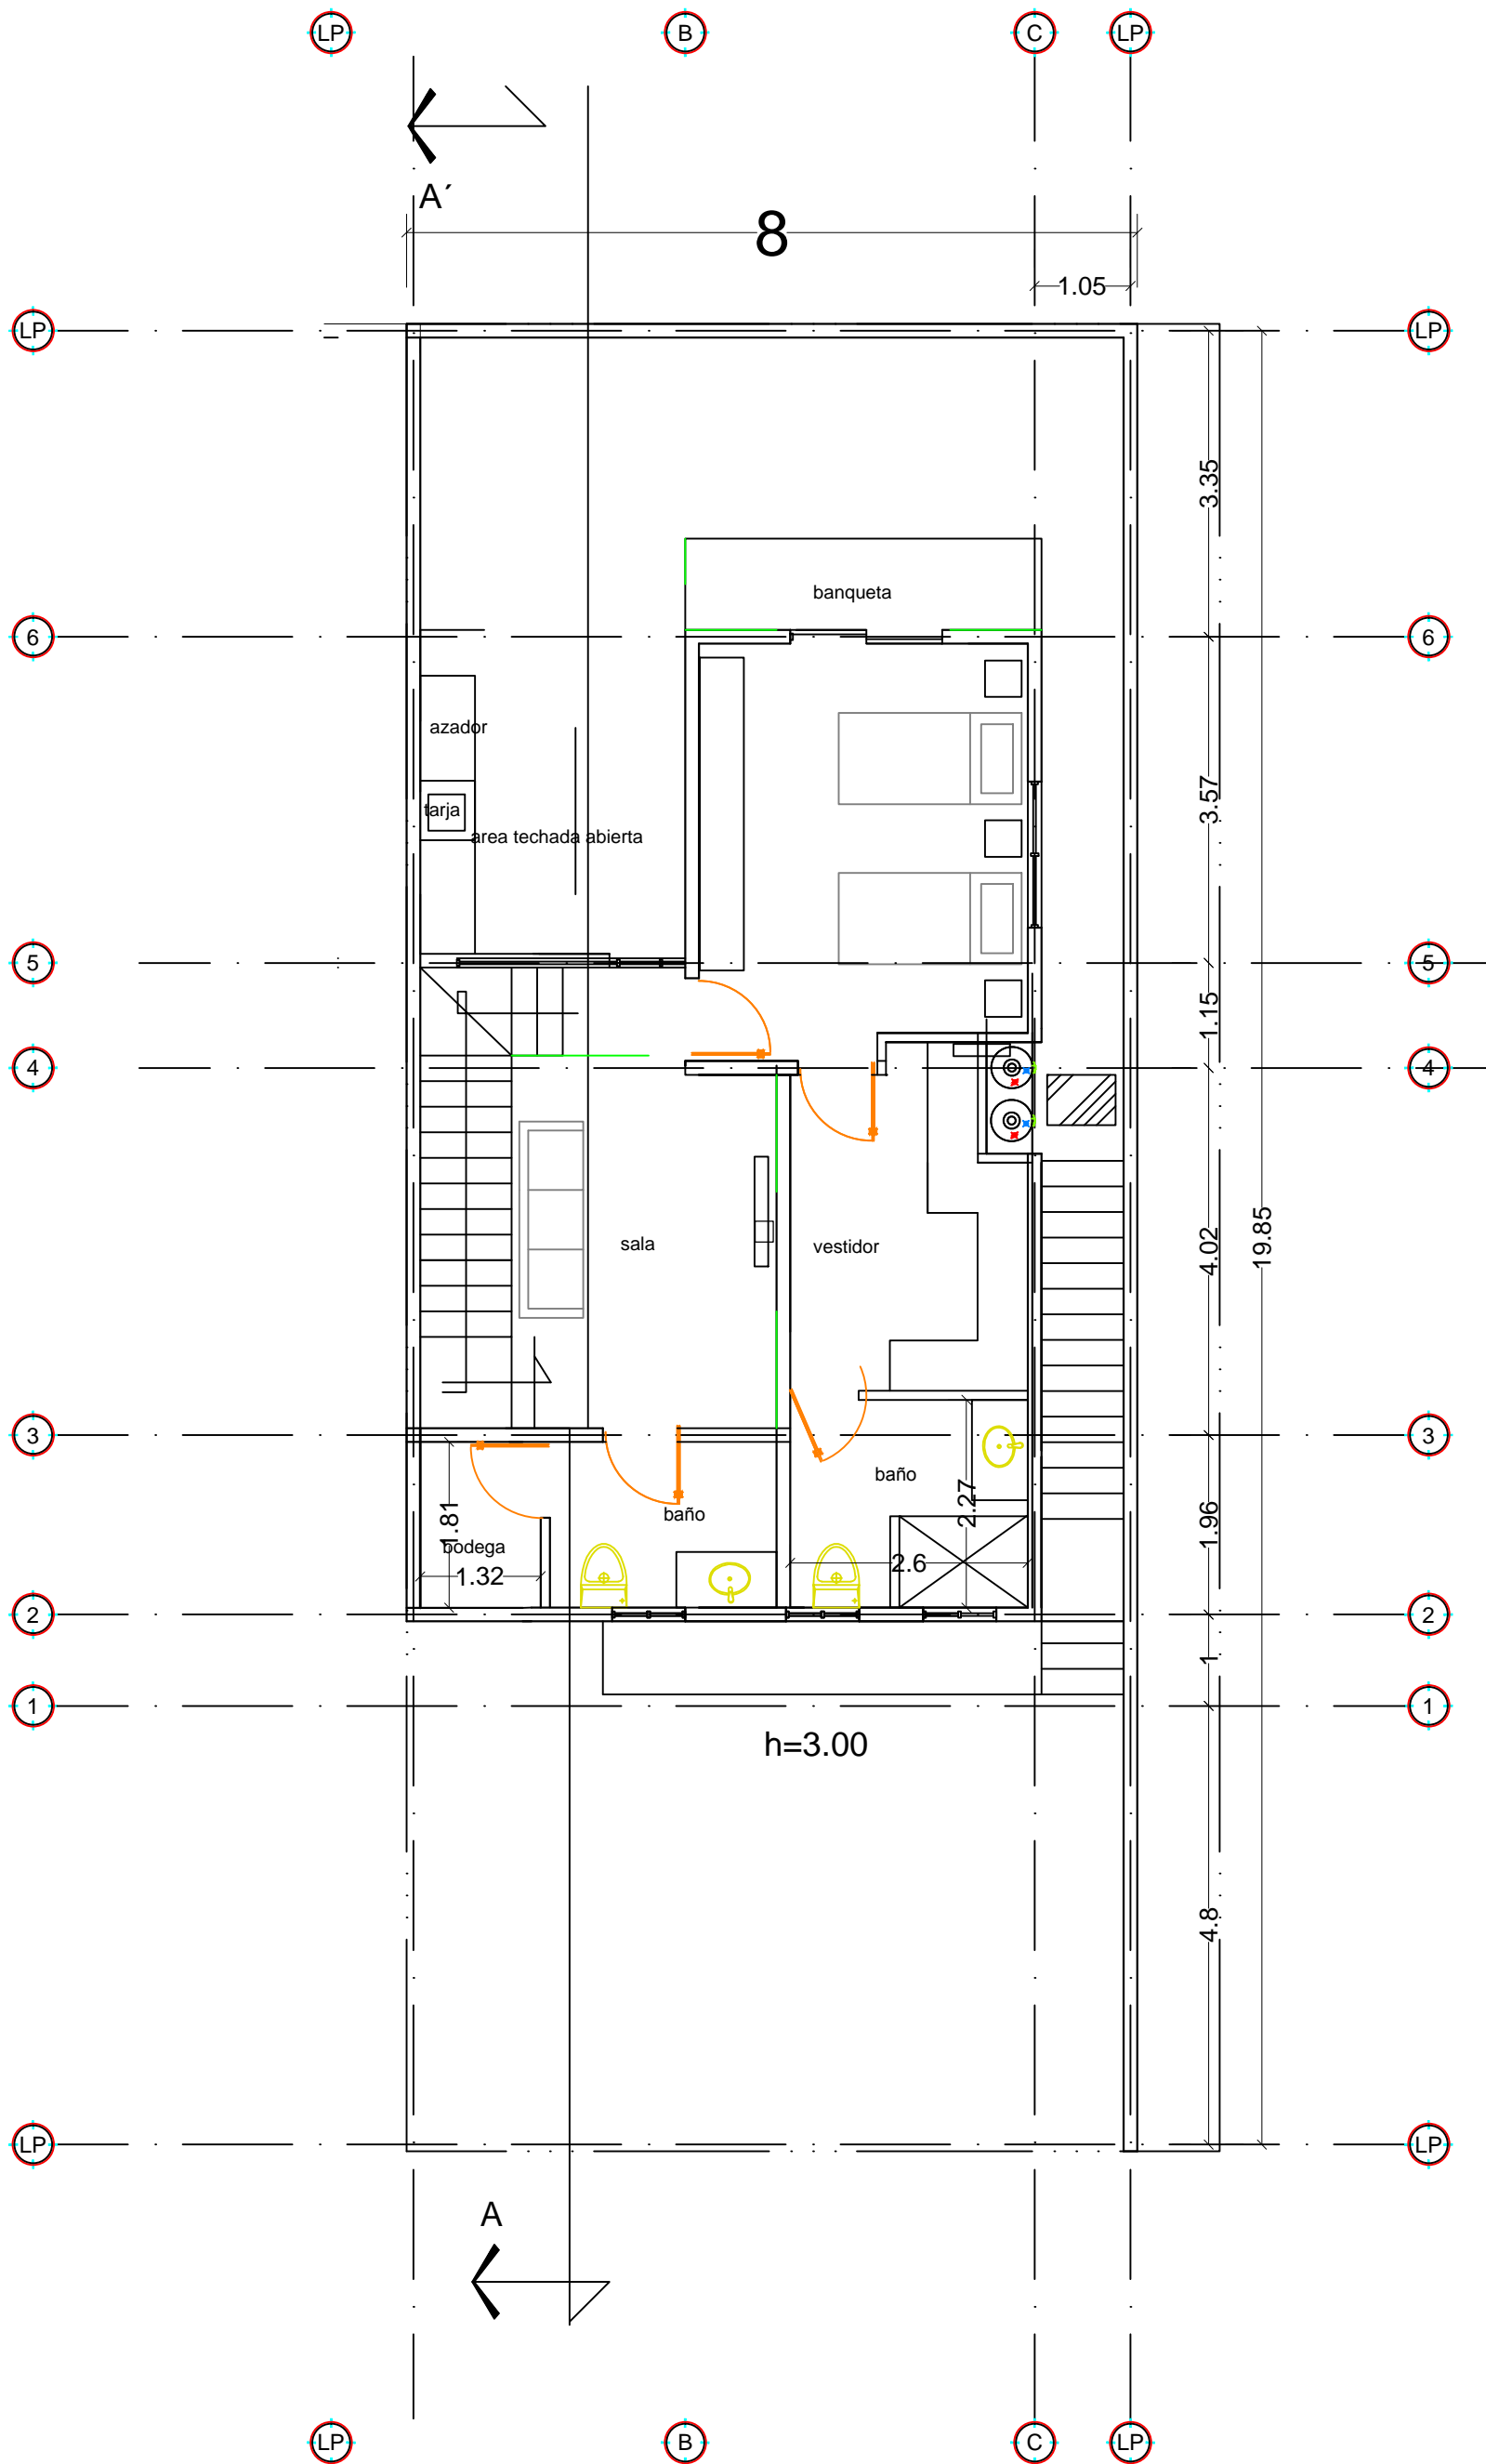 LP
B
C
LP
A´
8
1.05
LP
LP
3.35
banqueta
6
6
azador
3.57
tarja
area techada abierta
5
5
1.15
4
4
4.02
19.85
sala
vestidor
3
3
baño
2.27
1.81
baño
1.96
bodega
1.32
2.6
2
2
1
1
1
h=3.00
4.8
LP
LP
A
LP
B
C
LP